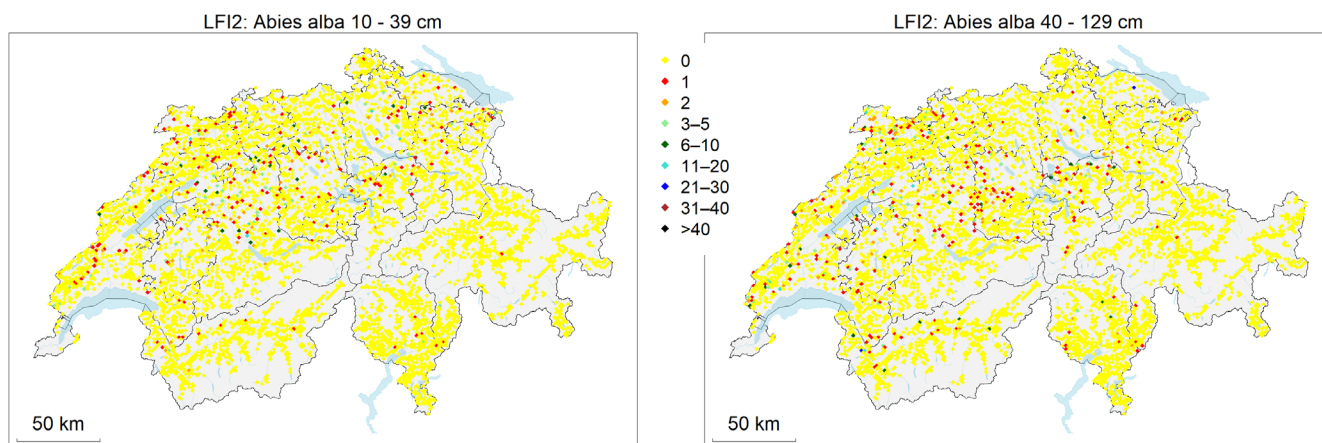 LFI2: Abies alba 10 - 39 cm
50 km
0
1
2
3–5
6–10
11–20
21–30
31–40
>40
LFI2: Abies alba 40 - 129 cm
50 km